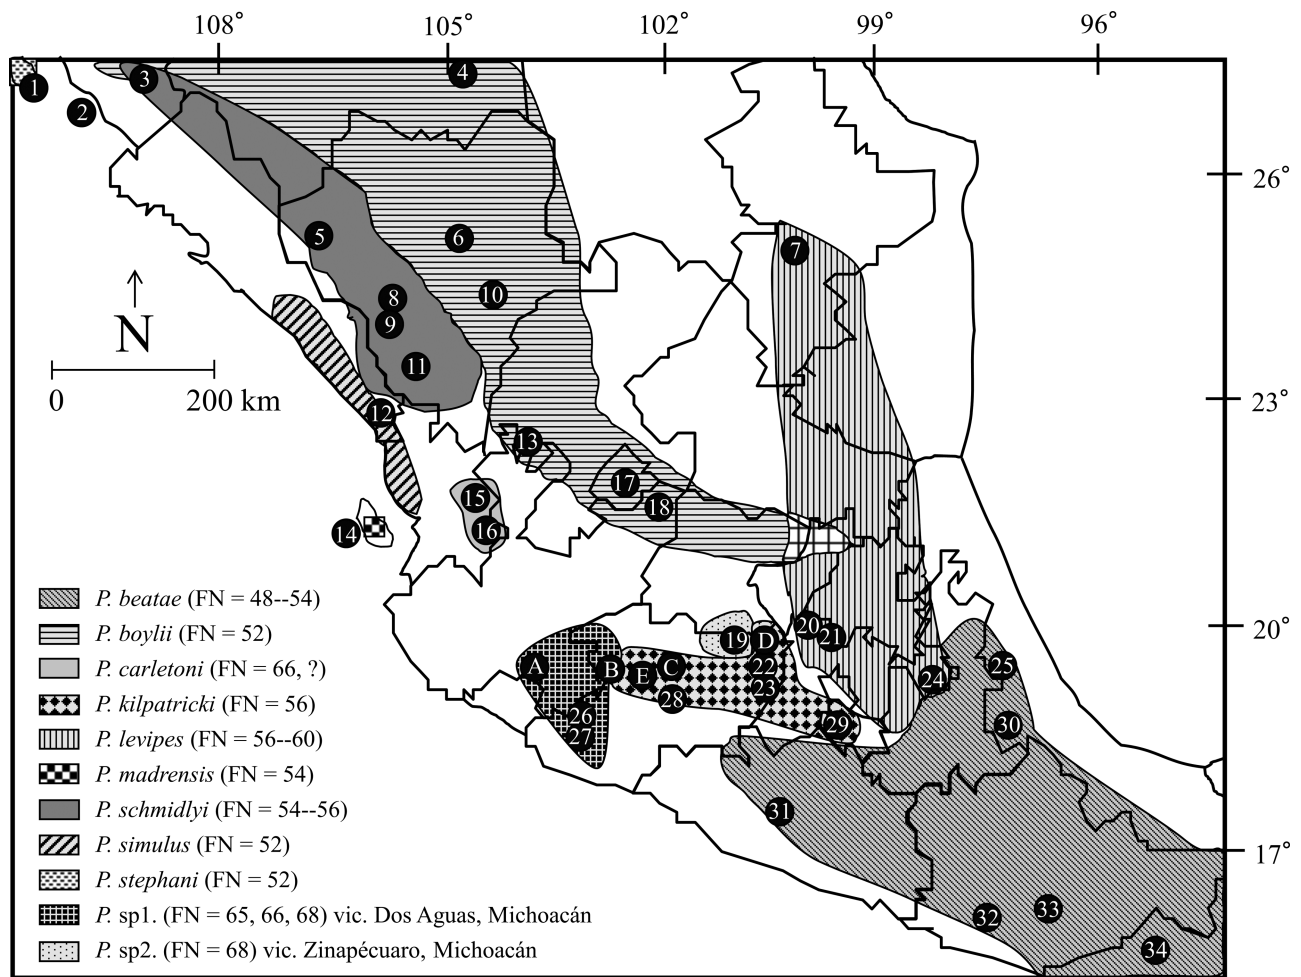 108° 105° 102° 99° 96°
1
2
3
4
26°
5
6
7
8
9
10
N
11
23°
0 200 km
12
13
14
15
16
17
18
20°
19
D
20
21
A
B
E
C
22
23
24
25
26
27
28
29
30
31
17°
32
33
34
P. beatae (FN = 48--54)
P. boylii (FN = 52)
P. carletoni (FN = 66, ?)
P. kilpatricki (FN = 56)
P. levipes (FN = 56--60)
P. madrensis (FN = 54)
P. schmidlyi (FN = 54--56)
P. simulus (FN = 52)
P. stephani (FN = 52)
P. sp1. (FN = 65, 66, 68) vic. Dos Aguas, Michoacán
P. sp2. (FN = 68) vic. Zinapécuaro, Michoacán